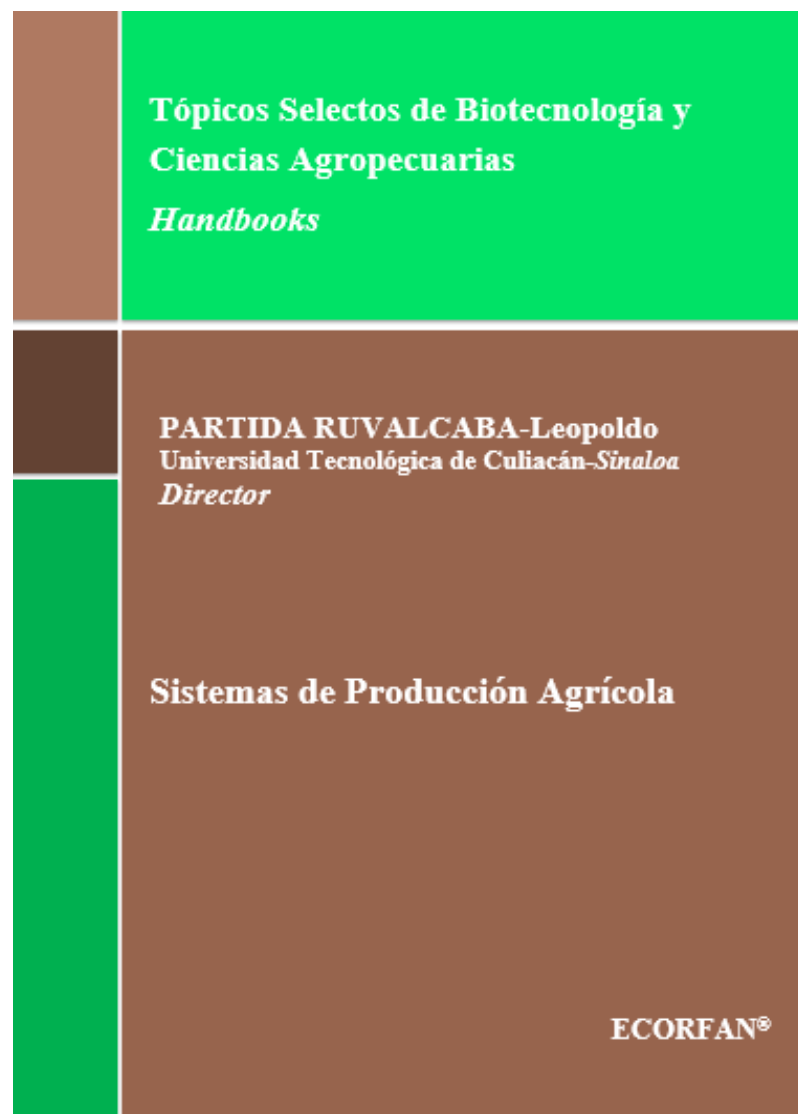 Tópicos Selectos de Biotecnología y
Ciencias Agropecuarias
Handbooks
PARTIDA RUVALCABA-Leopoldo
Universidad Tecnológica de Culiacán-Sinaloa
Director
Sistemas de Producción Agrícola
ECORFAN®